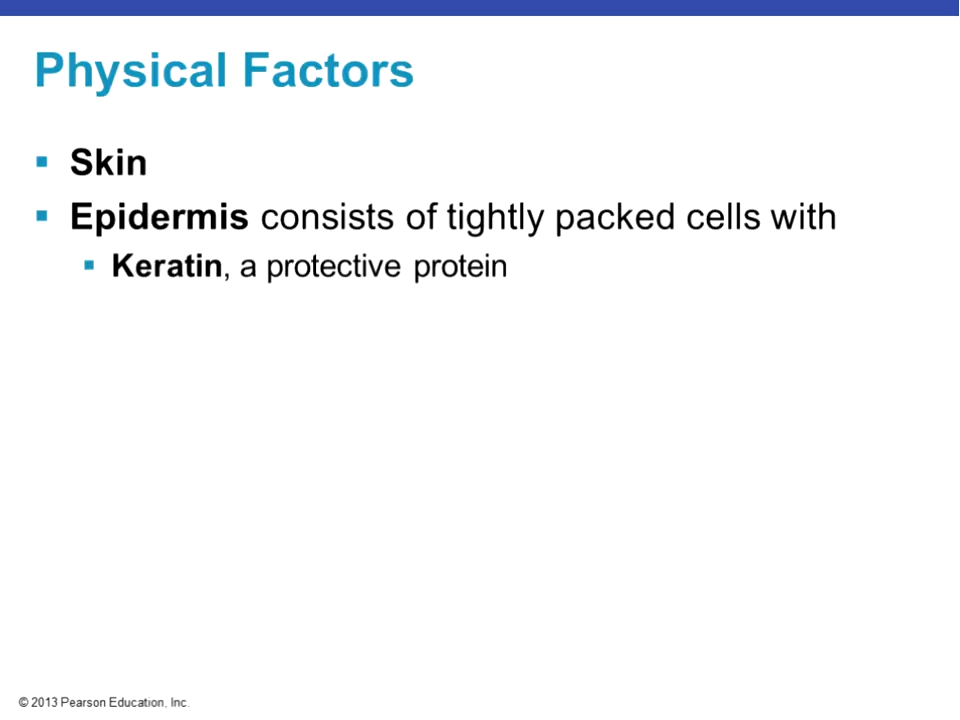 Physical Factors
▪ Skin
▪ Epidermis consists of tightly packed cells with
▪ Keratin, a protective protein
© 2013 Pearson Education, Inc.